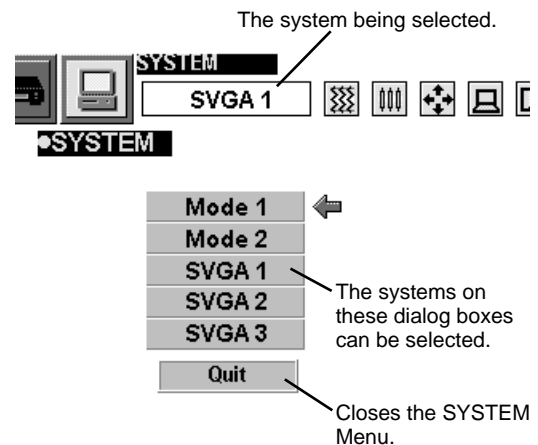 The system being selected.
SYSTEM
SVGA 1
●SYSTEM
Mode 1
Mode 2
SVGA 1
SVGA 2
SVGA 3
The systems on
these dialog boxes
can be selected.
Quit
Closes the SYSTEM
Menu.